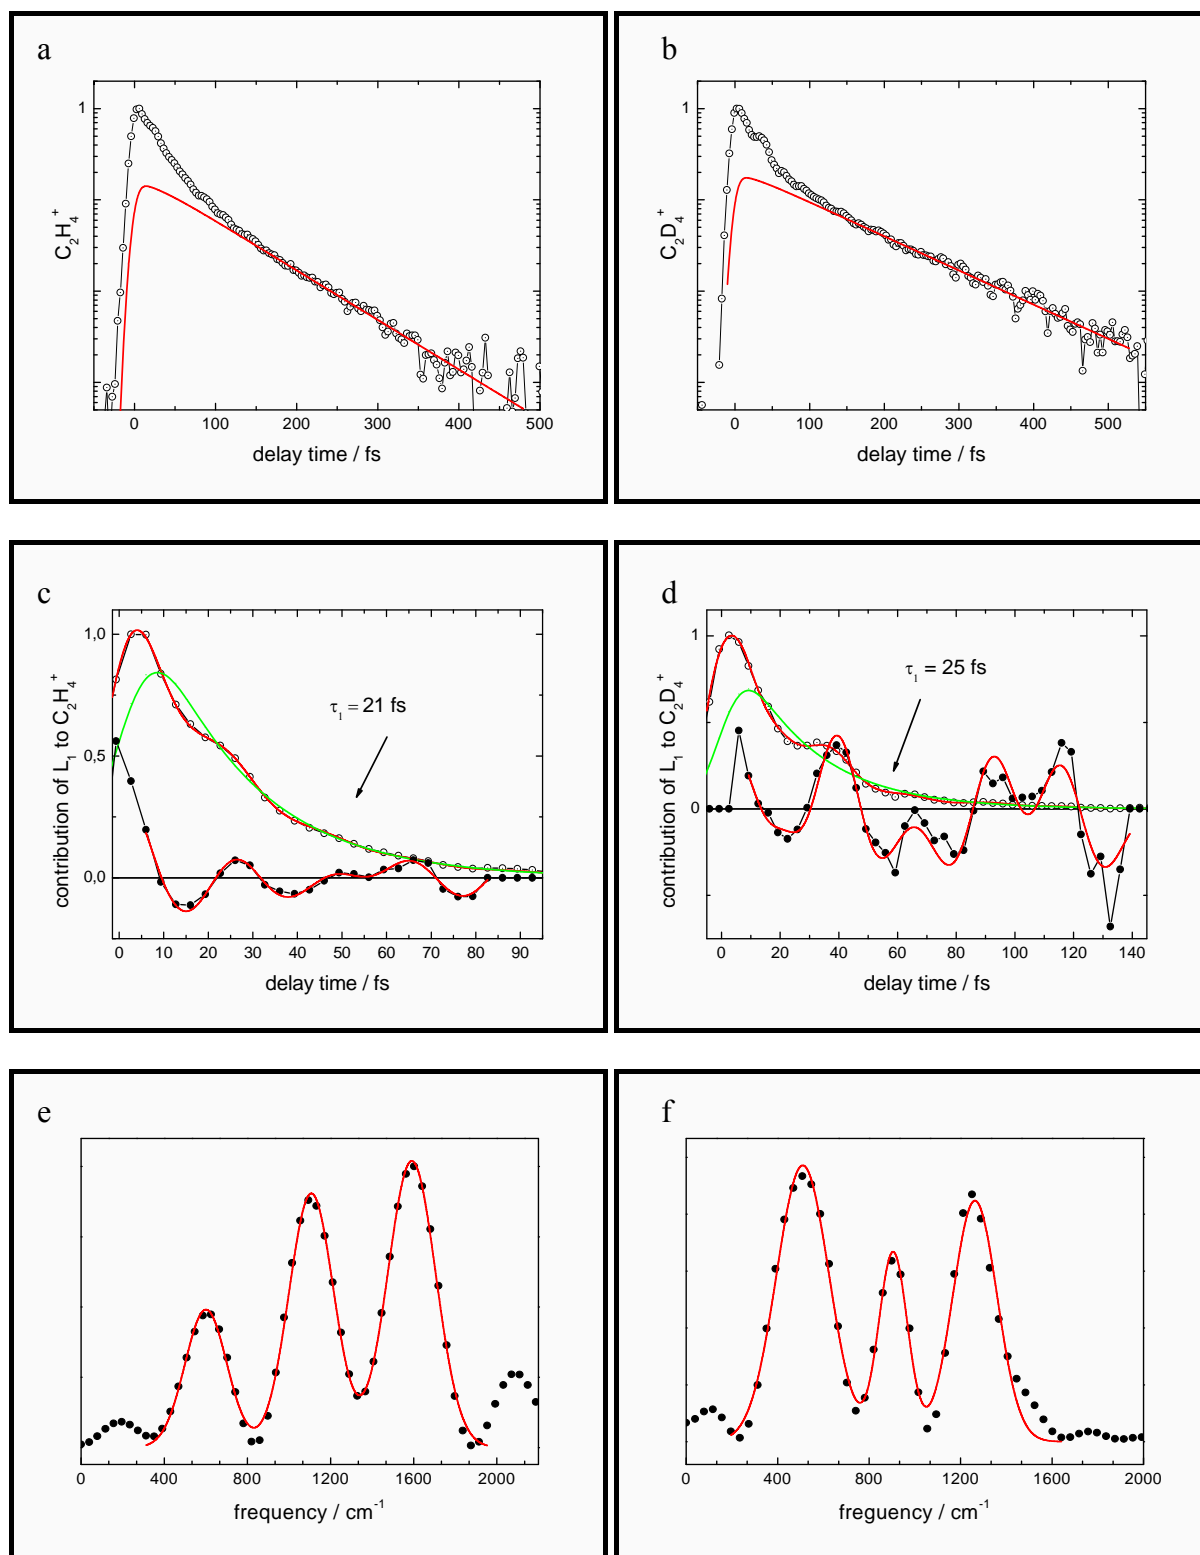 a
1
C₂H₄⁺
0 100 200 300 400 500
delay time / fs
b
1
C₂D₄⁺
0 100 200 300 400 500
delay time / fs
c
1,0
0,5
0,0
contribution of L₁ to C₂H₄⁺
τ₁ = 21 fs
0 10 20 30 40 50 60 70 80 90
delay time / fs
d
1
0
contribution of L₁ to C₂D₄⁺
τ₁ = 25 fs
0 20 40 60 80 100 120 140
delay time / fs
e
0 400 800 1200 1600
frequency / cm⁻¹
f
0 400 800 1200 1600 2000
freguency / cm⁻¹